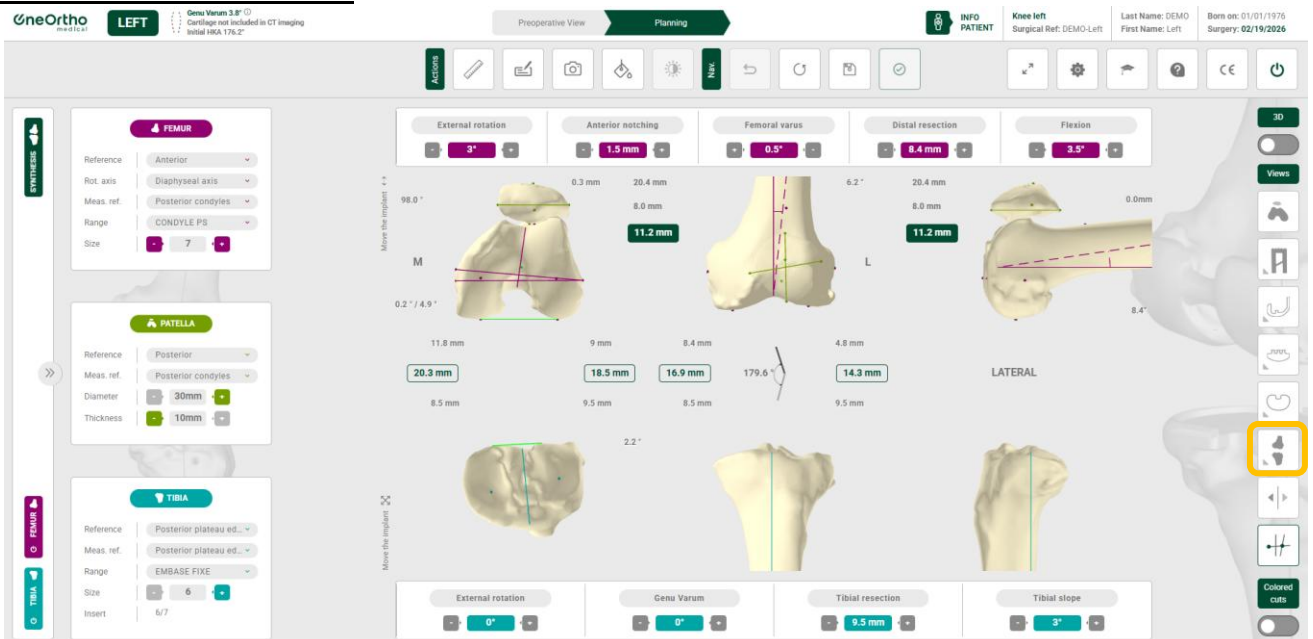 OneOrtho
medical
LEFT
Genu Varum 3.8°
Cartilage not included in CT imaging
Initial HKA 176.2°
Preoperative View
Planning
INFO
PATIENT
Knee left
Surgical Ref: DEMO-Left
Last Name: DEMO
First Name: Left
Born on: 01/01/1976
Surgery: 02/19/2026
Actions
Nav.
CE
SYNTHESIS
FEMUR
Reference Anterior
Rot. axis Diaphyseal axis
Meas. ref. Posterior condyles
Range CONDYLE PS
Size - 7 +
PATELLA
Reference Posterior
Meas. ref. Posterior condyles
Diameter - 30mm +
Thickness - 10mm +
TIBIA
Reference Posterior plateau ed...
Meas. ref. Posterior plateau ed...
Range EMBASE FIXE
Size - 6 +
Insert 6/7
FEMUR
TIBIA
External rotation
- 3° +
Anterior notching
- 1.5 mm +
Femoral varus
+ 0.5° -
Distal resection
- 8.4 mm +
Flexion
- 3.5° +
Move the implant
98.0 °
0.3 mm
20.4 mm
8.0 mm
11.2 mm
6.2 °
20.4 mm
8.0 mm
11.2 mm
0.0mm
M
L
0.2 ° / 4.9 °
8.4°
11.8 mm
9 mm
8.4 mm
4.8 mm
20.3 mm
18.5 mm
16.9 mm
179.6 °
14.3 mm
LATERAL
8.5 mm
9.5 mm
8.5 mm
9.5 mm
2.2 °
Move the implant
External rotation
- 0° +
Genu Varum
- 0° +
Tibial resection
- 9.5 mm +
Tibial slope
- 3° +
3D
Views
Colored
cuts